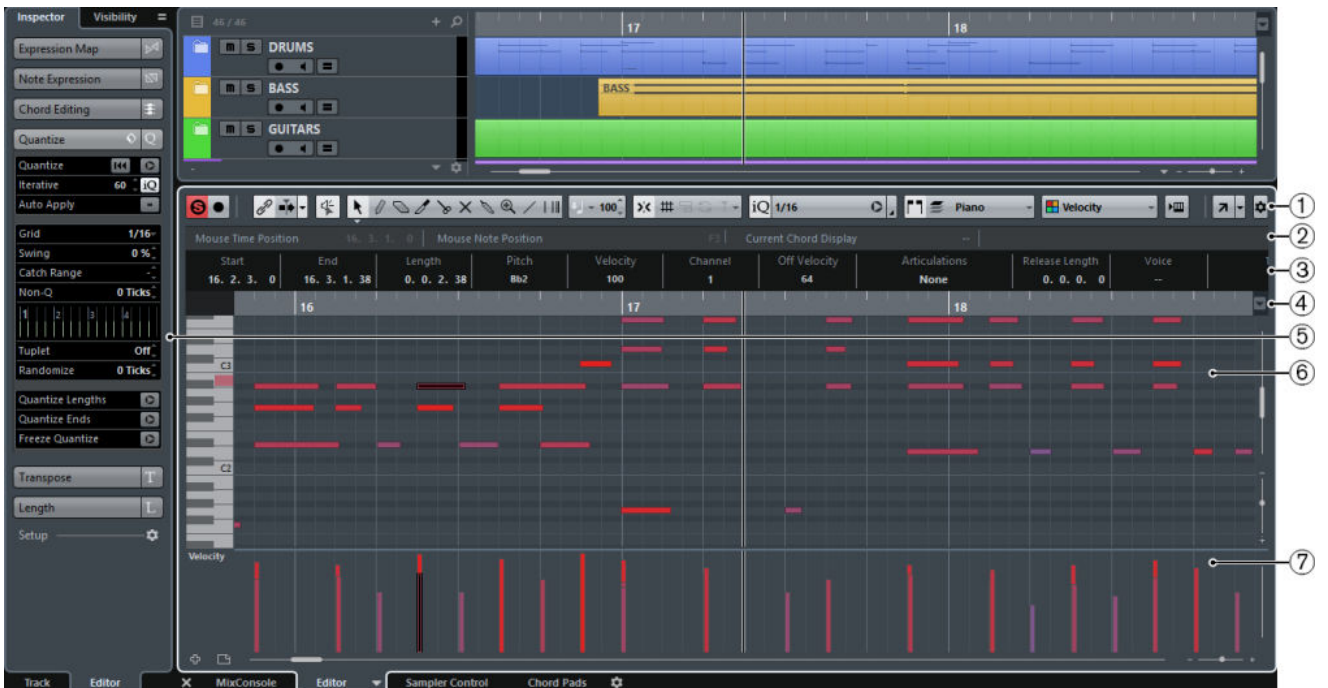 Inspector Visibility
Expression Map
Note Expression
Chord Editing
Quantize Q
Quantize
Iterative 60 iQ
Auto Apply
Grid 1/16
Swing 0 %
Catch Range -
Non-Q 0 Ticks
1 2 3 4
Tuplet Off
Randomize 0 Ticks
Quantize Lengths
Quantize Ends
Freeze Quantize
Transpose T
Length L
Setup
Track Editor
46 / 46
17 18
m S DRUMS
m S BASS
BASS
m S GUITARS
S 100 iQ 1/16 Piano Velocity 1
Mouse Time Position 16. 3. 1. 0 Mouse Note Position F3 Current Chord Display -- 2
Start End Length Pitch Velocity Channel Off Velocity Articulations Release Length Voice
16. 2. 3. 0 16. 3. 1. 38 0. 0. 2. 38 Bb2 100 1 64 None 0. 0. 0. 0 -- 3
16 17 18 4
5
C3 6
C2
Velocity 7
MixConsole Editor Sampler Control Chord Pads